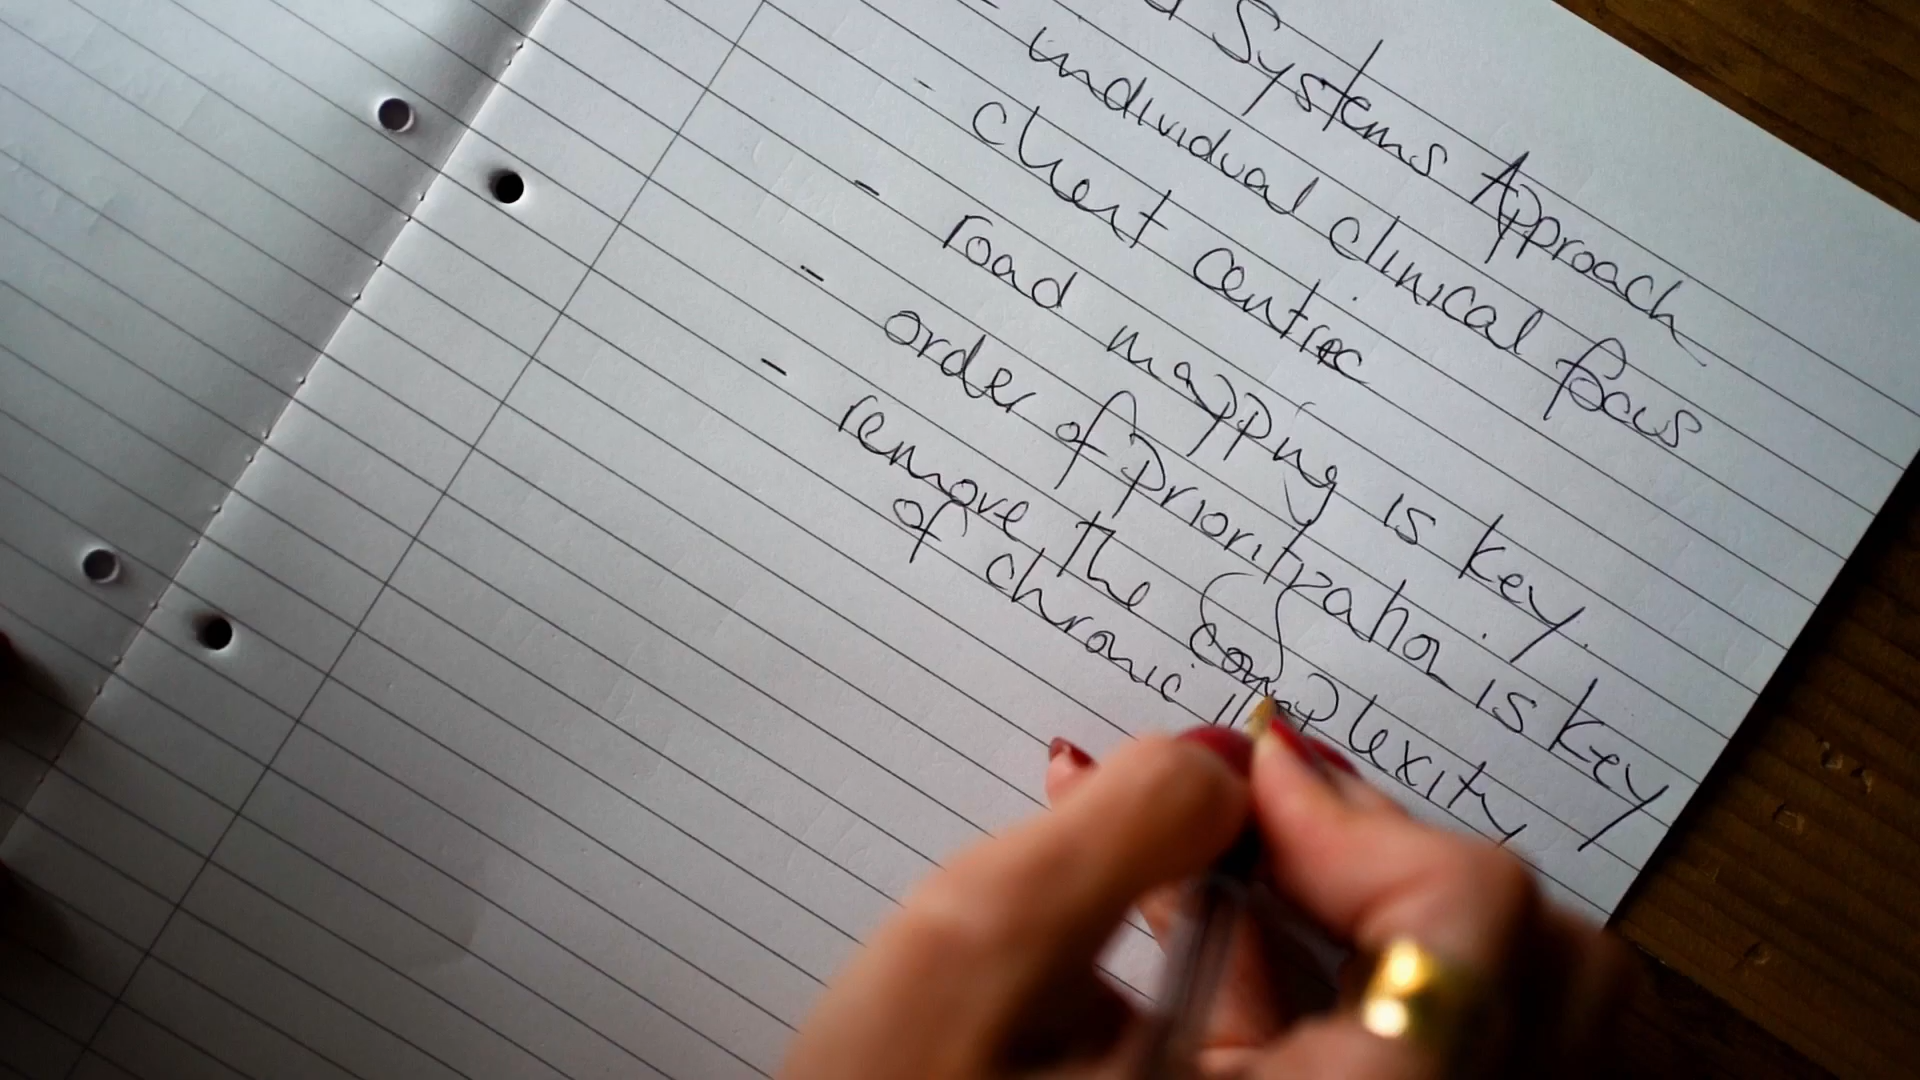 Systems Approach
- individual clinical focus
- client centric
- road mapping is key.
- order of prioritization is key
- remove the complexity
of chronic